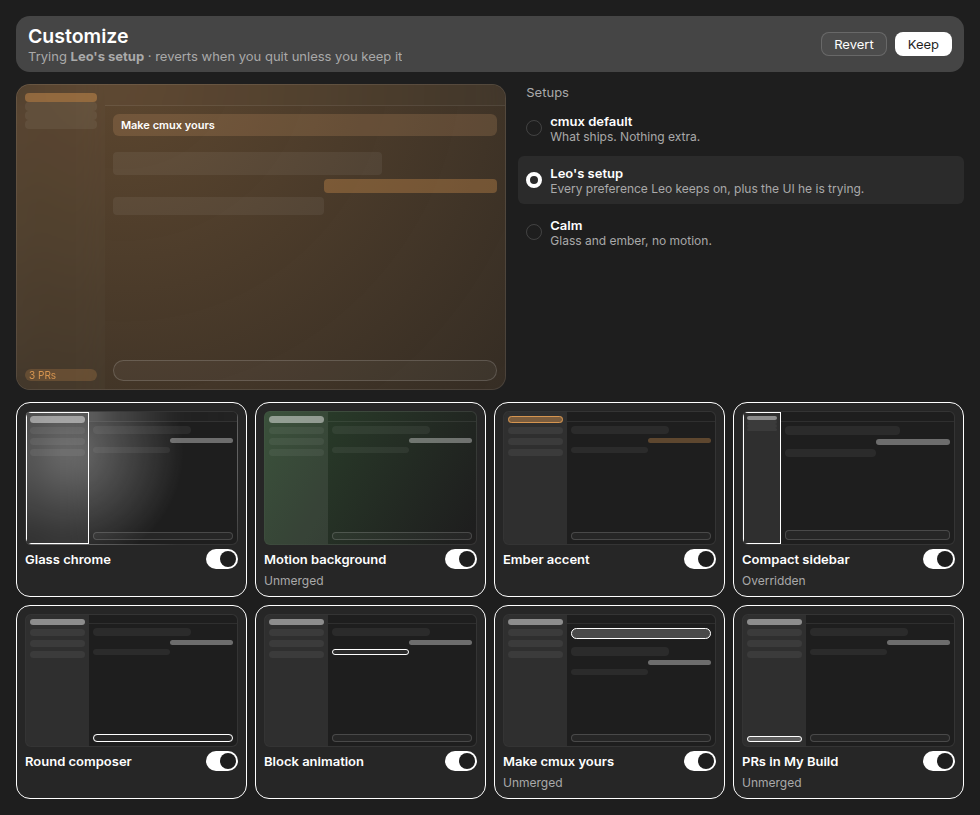 Customize
Trying Leo's setup · reverts when you quit unless you keep it
Revert
Keep
Make cmux yours
3 PRs
Setups
cmux default
What ships. Nothing extra.
Leo's setup
Every preference Leo keeps on, plus the UI he is trying.
Calm
Glass and ember, no motion.
Glass chrome
Motion background
Unmerged
Ember accent
Compact sidebar
Overridden
Round composer
Block animation
Make cmux yours
Unmerged
PRs in My Build
Unmerged